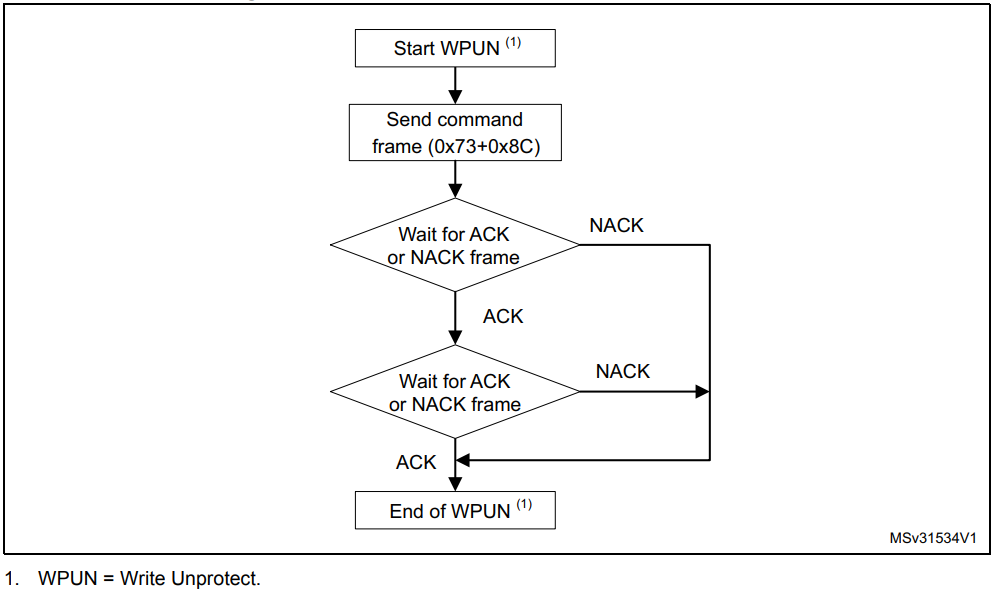 Start WPUN (1)
Send command
frame (0x73+0x8C)
Wait for ACK
or NACK frame
NACK
ACK
Wait for ACK
or NACK frame
NACK
ACK
End of WPUN (1)
MSv31534V1
1. WPUN = Write Unprotect.